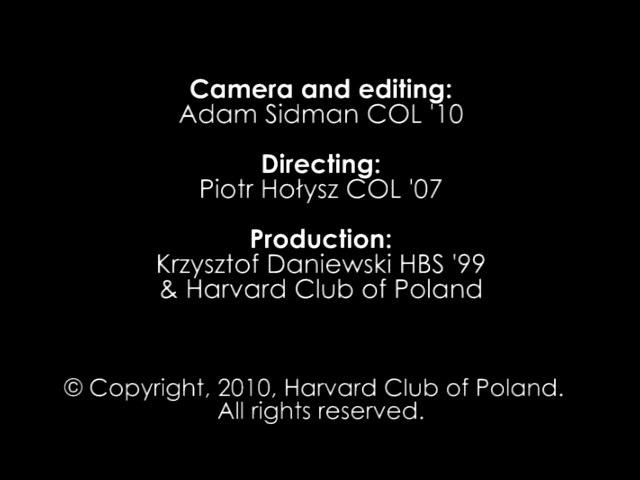 Camera and editing:
Adam Sidman COL '10
Directing:
Piotr Hołysz COL '07
Production:
Krzysztof Daniewski HBS '99
& Harvard Club of Poland
© Copyright, 2010, Harvard Club of Poland.
All rights reserved.